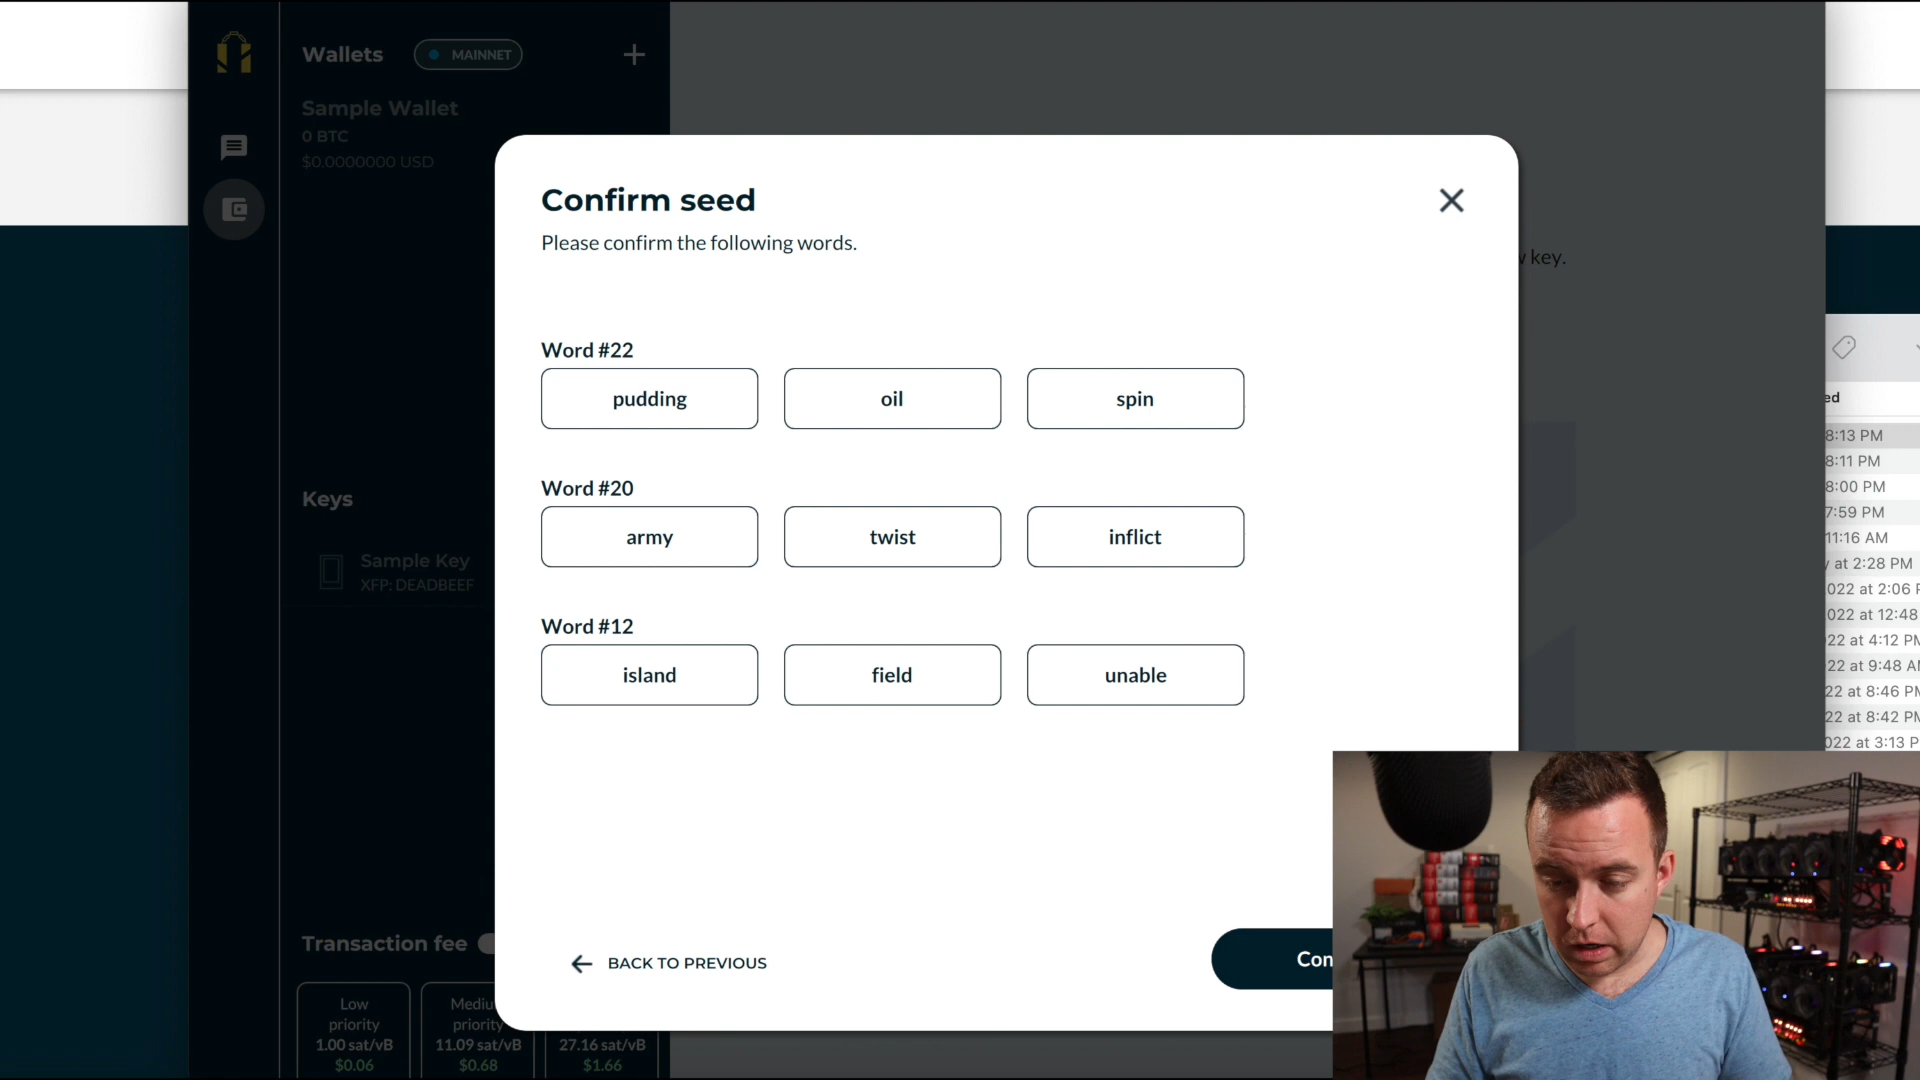 Wallets
MAINNET
Sample Wallet
0 BTC
$0.0000000 USD
Confirm seed
Please confirm the following words.
key.
Word #22
pudding
oil
spin
Word #20
army
twist
inflict
Word #12
island
field
unable
Keys
Sample Key
XFP: DEADBEEF
Transaction fee
Low
priority
1.00 sat/vB
$0.06
Mediu
priority
11.09 sat/vB
$0.68
27.16 sat/vB
$1.66
BACK TO PREVIOUS
Con
ed
8:13 PM
8:11 PM
8:00 PM
7:59 PM
11:16 AM
at 2:28 PM
022 at 2:06 P
022 at 12:48
22 at 4:12 PM
22 at 9:48 AM
22 at 8:46 PM
22 at 8:42 PM
022 at 3:13 P